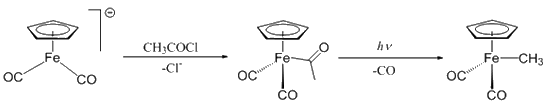 ⊖
Fe
OC
CO
CH3COCl
-Cl-
Fe
O
OC
CO
hν
-CO
Fe—CH3
OC
CO